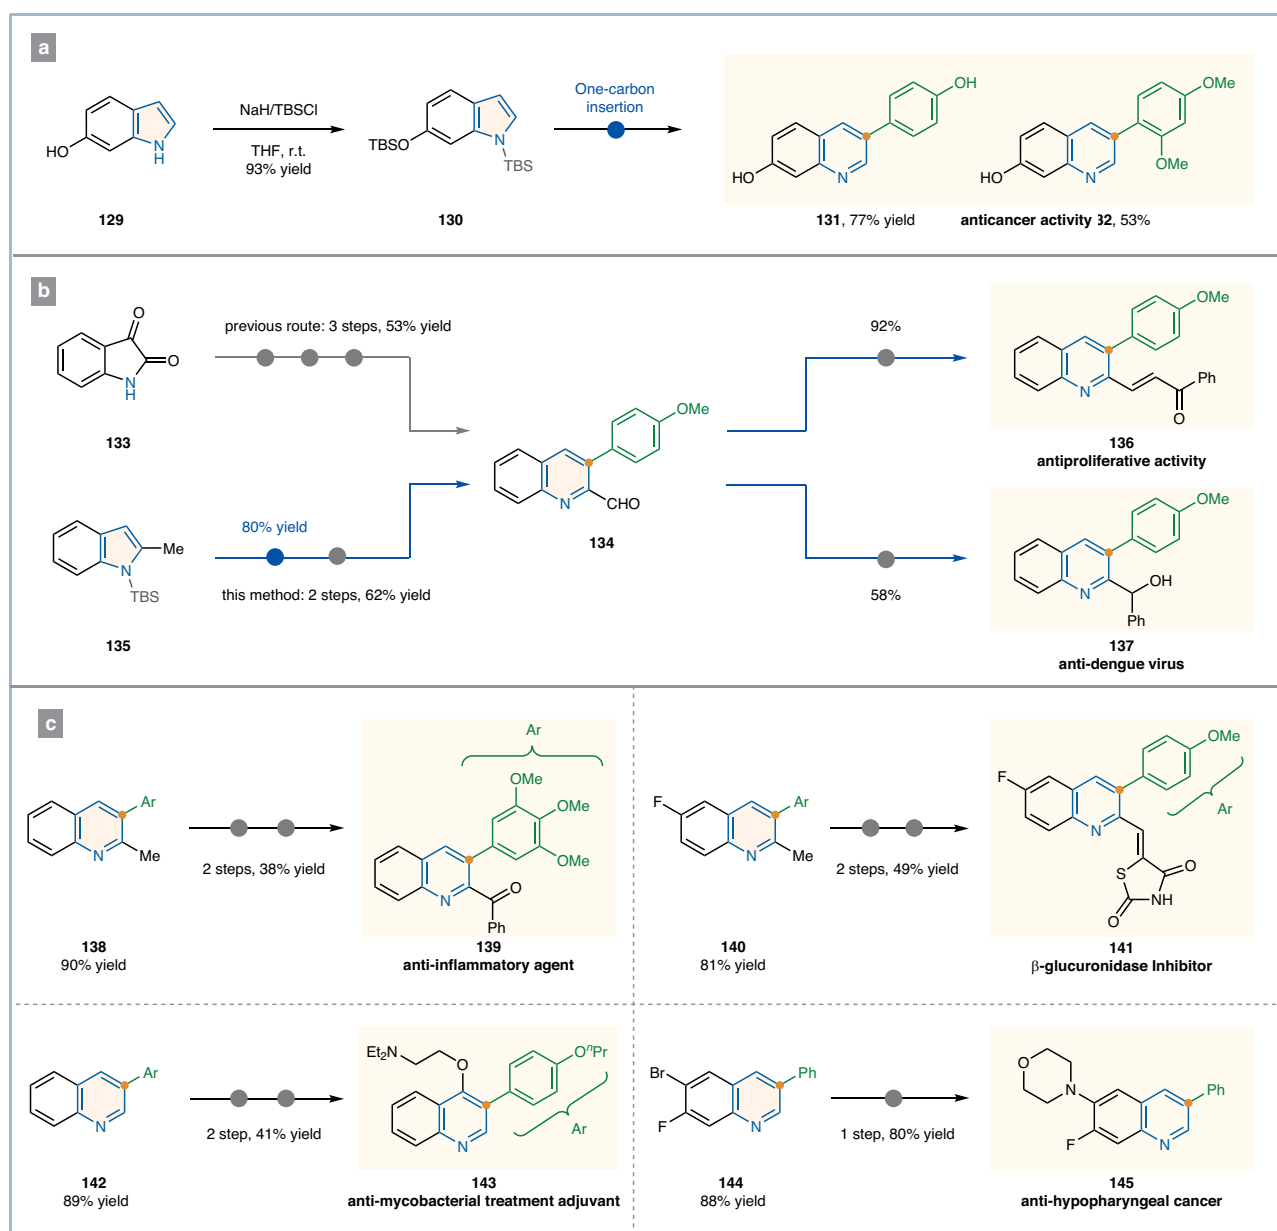 a
NaH/TBSCl
THF, r.t.
93% yield
HO
N
H
129
TBSO
N
TBS
130
One-carbon
insertion
HO
N
OH
131, 77% yield
HO
N
OMe
OMe
anticancer activity 32, 53%
b
O
O
N
H
133
previous route: 3 steps, 53% yield
Me
N
TBS
135
80% yield
this method: 2 steps, 62% yield
OMe
N
CHO
134
92%
58%
OMe
N
Ph
O
136
antiproliferative activity
OMe
N
OH
Ph
137
anti-dengue virus
c
Ar
N
Me
138
90% yield
2 steps, 38% yield
Ar
OMe
OMe
OMe
N
O
Ph
139
anti-inflammatory agent
F
Ar
N
Me
140
81% yield
2 steps, 49% yield
OMe
F
Ar
N
S
O
NH
O
141
β-glucuronidase Inhibitor
Ar
N
142
89% yield
2 step, 41% yield
Et2N
O
OnPr
Ar
N
143
anti-mycobacterial treatment adjuvant
Br
Ph
F
N
144
88% yield
1 step, 80% yield
O
N
Ph
F
N
145
anti-hypopharyngeal cancer